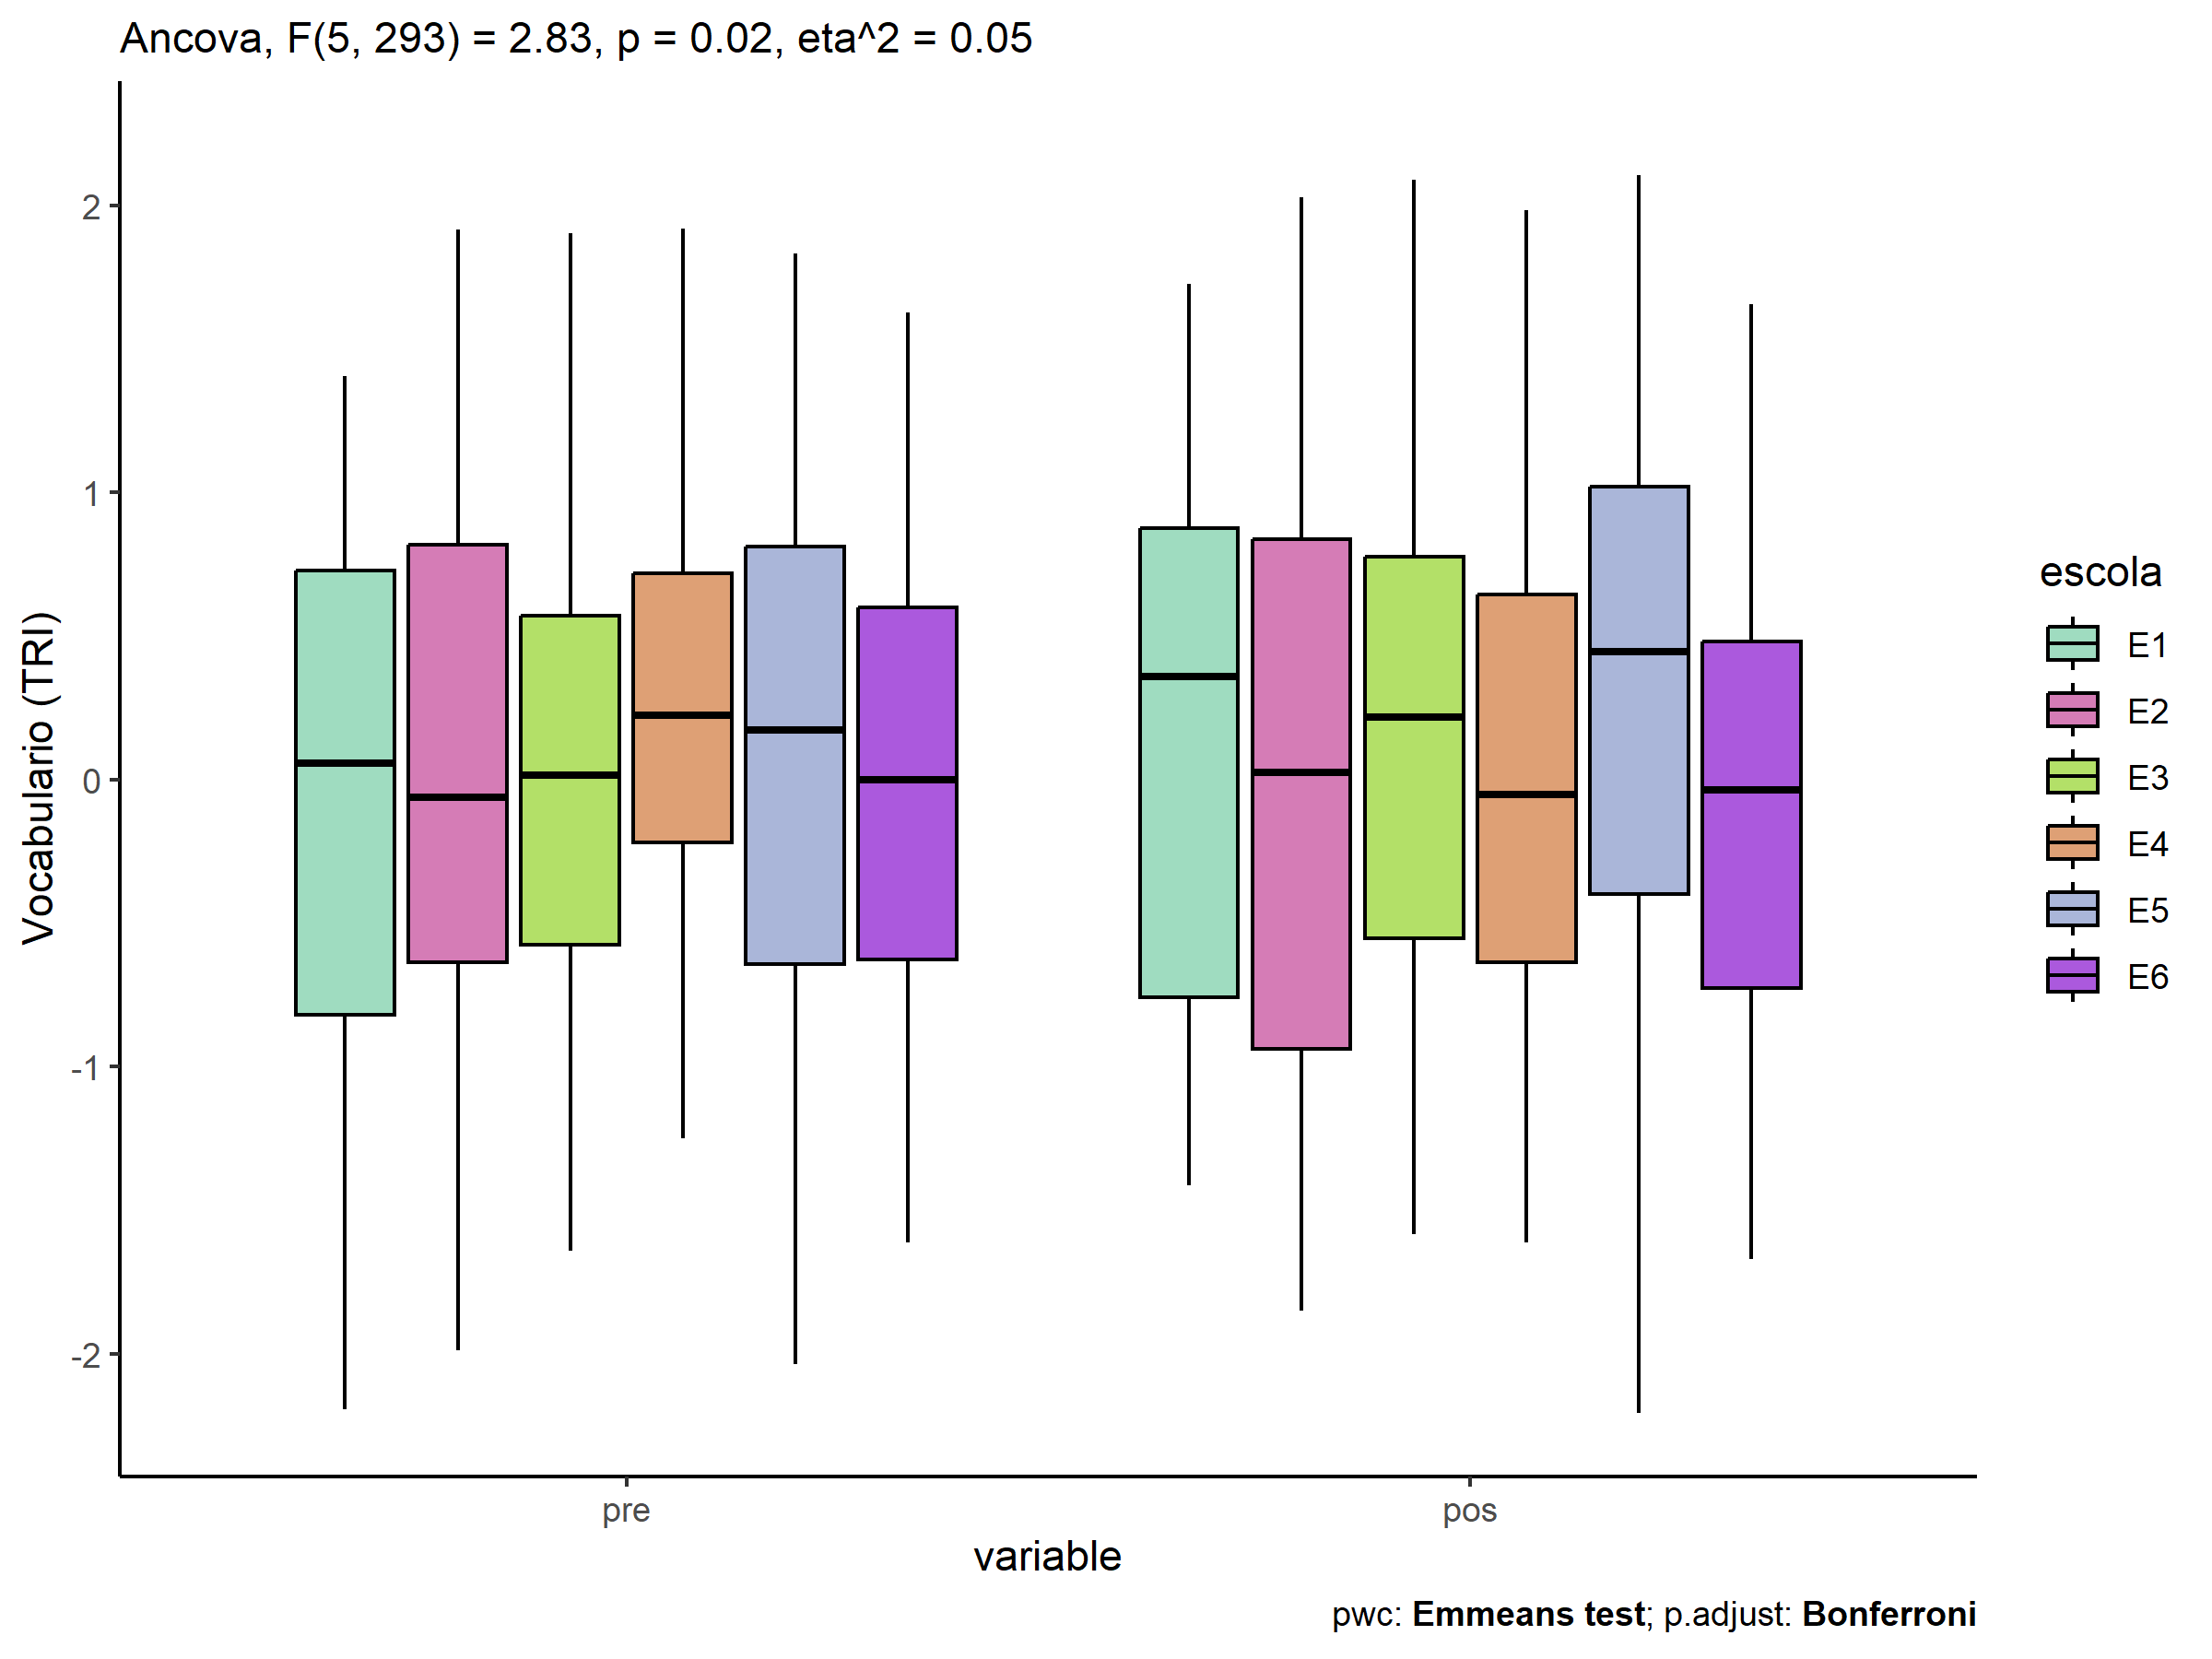 Ancova, F(5, 293) = 2.83, p = 0.02, eta^2 = 0.05
Vocabulario (TRI)
2
1
0
-1
-2
pre
pos
variable
escola
E1
E2
E3
E4
E5
E6
pwc: Emmeans test; p.adjust: Bonferroni